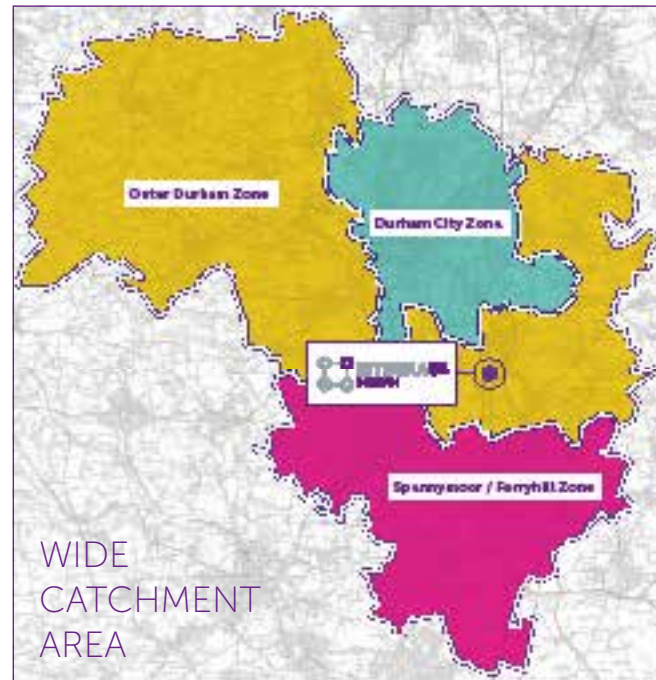 Outer Durham Zone
Durham City Zone
Spennymoor / Ferryhill Zone
WIDE
CATCHMENT
AREA